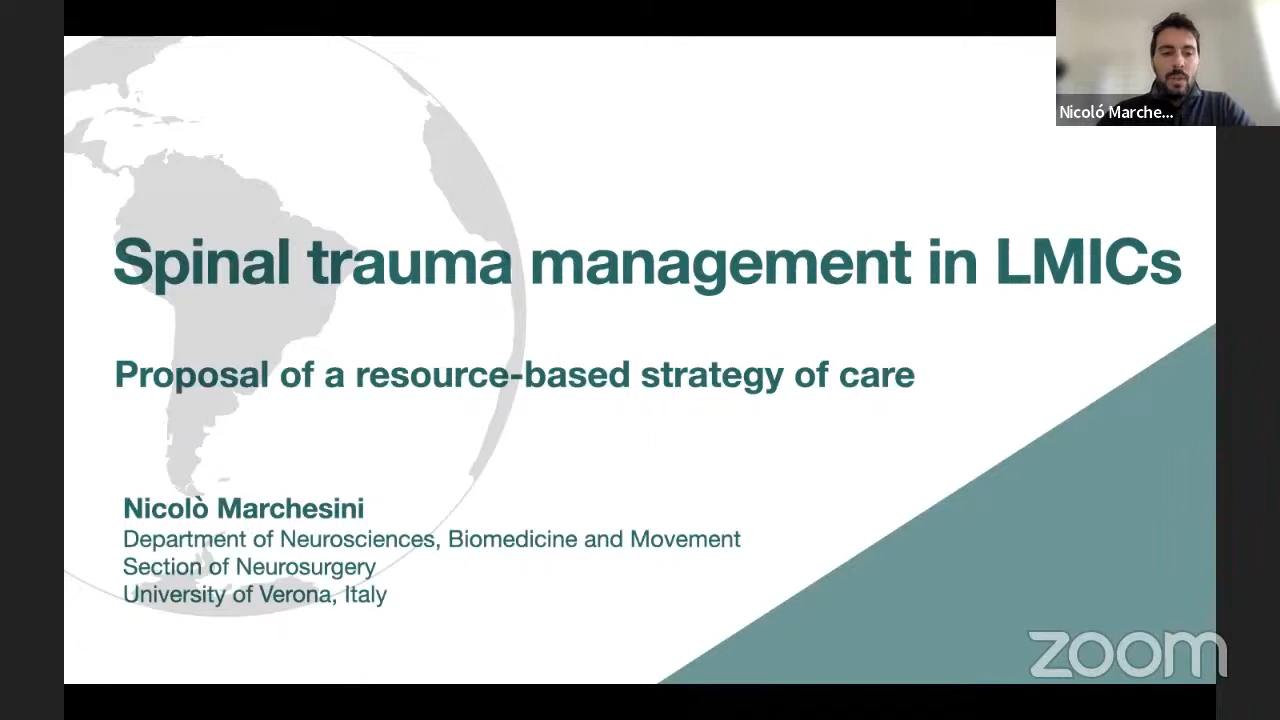 Nicoló Marche...
Spinal trauma management in LMICs
Proposal of a resource-based strategy of care
Nicolò Marchesini
Department of Neurosciences, Biomedicine and Movement
Section of Neurosurgery
University of Verona, Italy
zoom